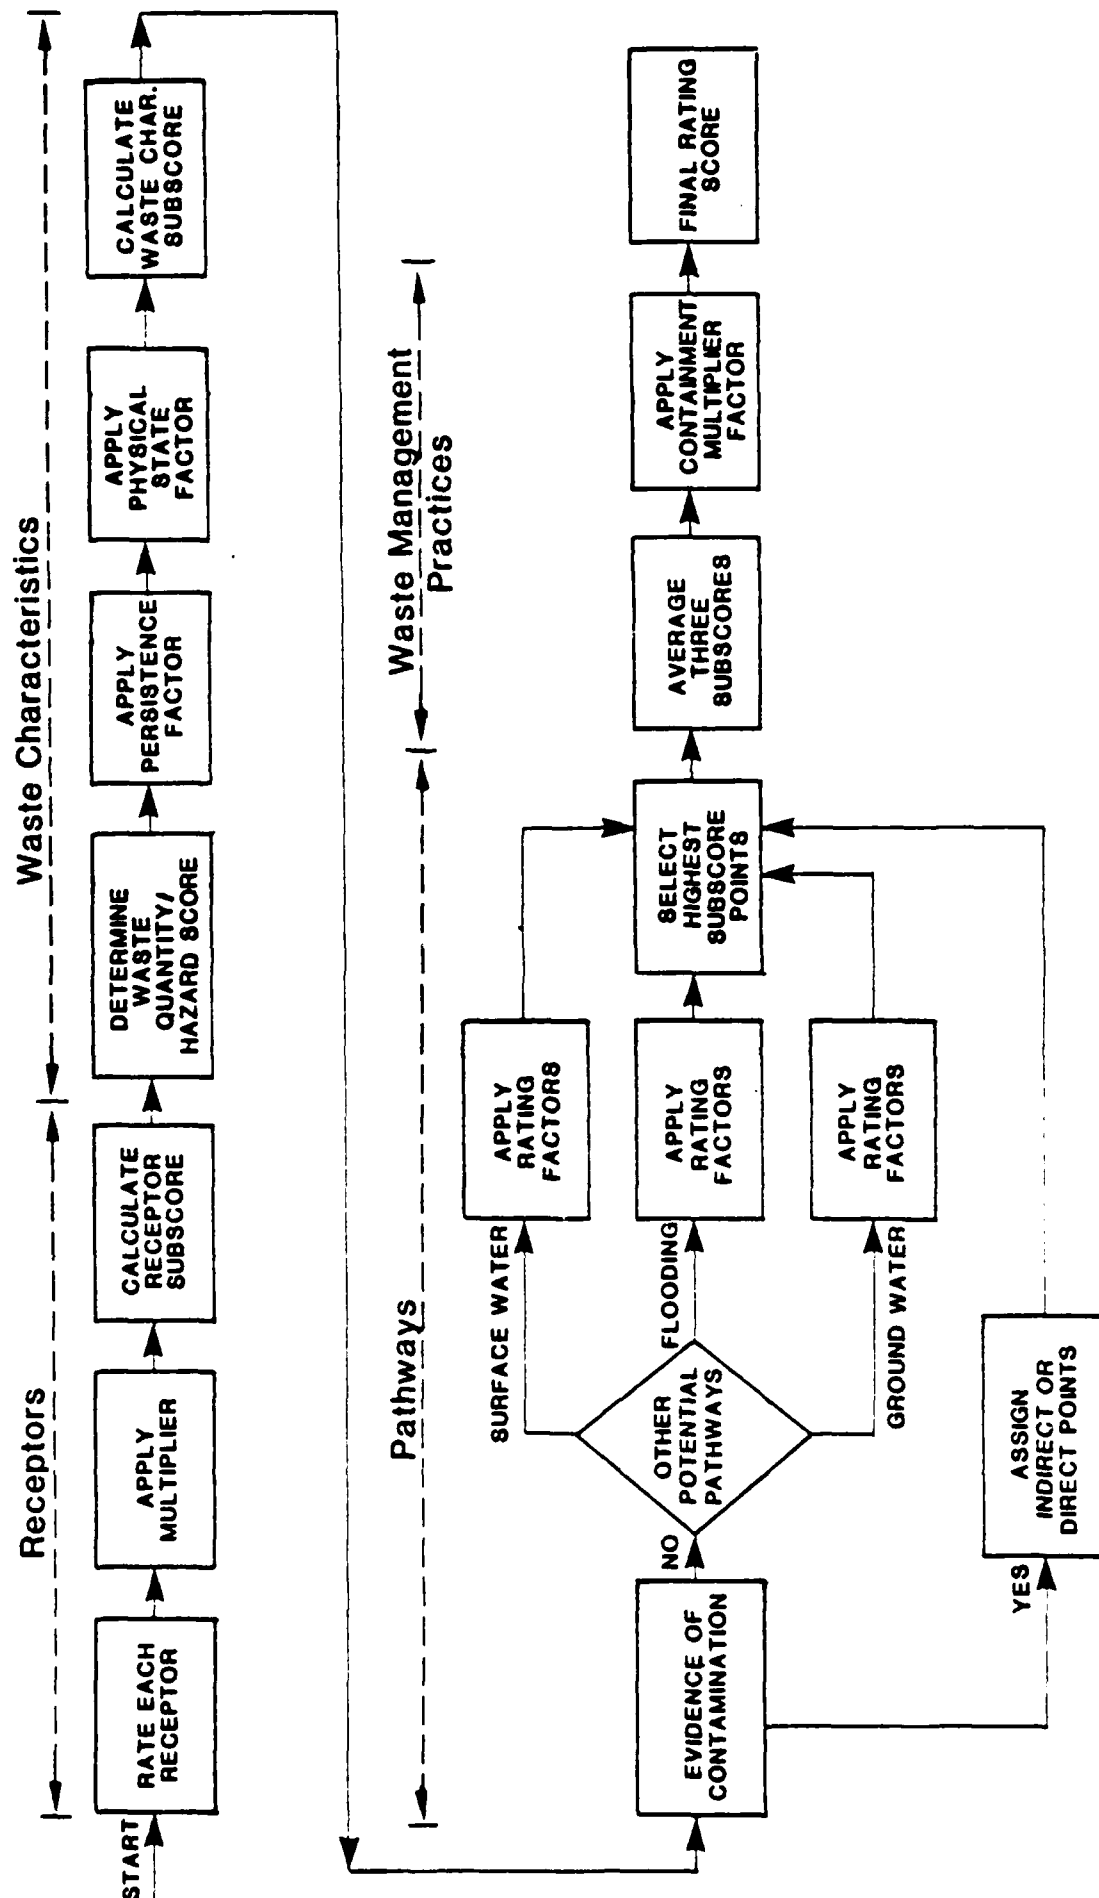 Receptors
Waste Characteristics
START
RATE EACH
RECEPTOR
APPLY
MULTIPLIER
CALCULATE
RECEPTOR
SUBSCORE
DETERMINE
WASTE
QUANTITY/
HAZARD SCORE
APPLY
PERSISTENCE
FACTOR
APPLY
PHYSICAL
STATE
FACTOR
CALCULATE
WASTE CHAR.
SUBSCORE
Pathways
Waste Management
Practices
EVIDENCE OF
CONTAMINATION
NO
YES
OTHER
POTENTIAL
PATHWAYS
SURFACE WATER
FLOODING
GROUND WATER
APPLY
RATING
FACTORS
APPLY
RATING
FACTORS
APPLY
RATING
FACTORS
ASSIGN
INDIRECT OR
DIRECT POINTS
SELECT
HIGHEST
SUBSCORE
POINTS
AVERAGE
THREE
SUBSCORES
APPLY
CONTAINMENT
MULTIPLIER
FACTOR
FINAL RATING
SCORE